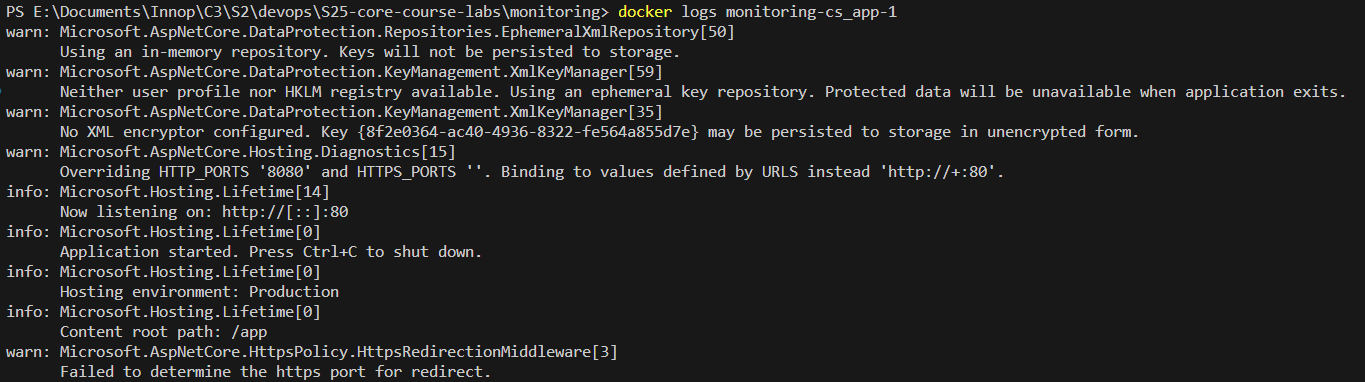 PS E:\Documents\Innop\C3\S2\devops\S25-core-course-labs\monitoring> docker logs monitoring-cs_app-1
warn: Microsoft.AspNetCore.DataProtection.Repositories.EphemeralXmlRepository[50]
      Using an in-memory repository. Keys will not be persisted to storage.
warn: Microsoft.AspNetCore.DataProtection.KeyManagement.XmlKeyManager[59]
      Neither user profile nor HKLM registry available. Using an ephemeral key repository. Protected data will be unavailable when application exits.
warn: Microsoft.AspNetCore.DataProtection.KeyManagement.XmlKeyManager[35]
      No XML encryptor configured. Key {8f2e0364-ac40-4936-8322-fe564a855d7e} may be persisted to storage in unencrypted form.
warn: Microsoft.AspNetCore.Hosting.Diagnostics[15]
      Overriding HTTP_PORTS '8080' and HTTPS_PORTS ''. Binding to values defined by URLS instead 'http://+:80'.
info: Microsoft.Hosting.Lifetime[14]
      Now listening on: http://[::]:80
info: Microsoft.Hosting.Lifetime[0]
      Application started. Press Ctrl+C to shut down.
info: Microsoft.Hosting.Lifetime[0]
      Hosting environment: Production
info: Microsoft.Hosting.Lifetime[0]
      Content root path: /app
warn: Microsoft.AspNetCore.HttpsPolicy.HttpsRedirectionMiddleware[3]
      Failed to determine the https port for redirect.